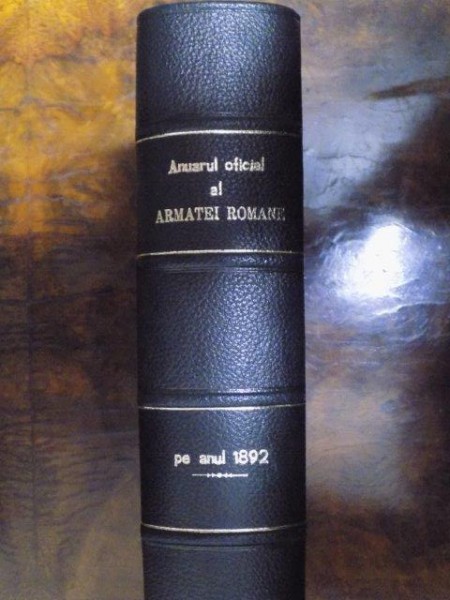 Anuarul oficial
al
ARMATEI ROMANE
pe anul 1892